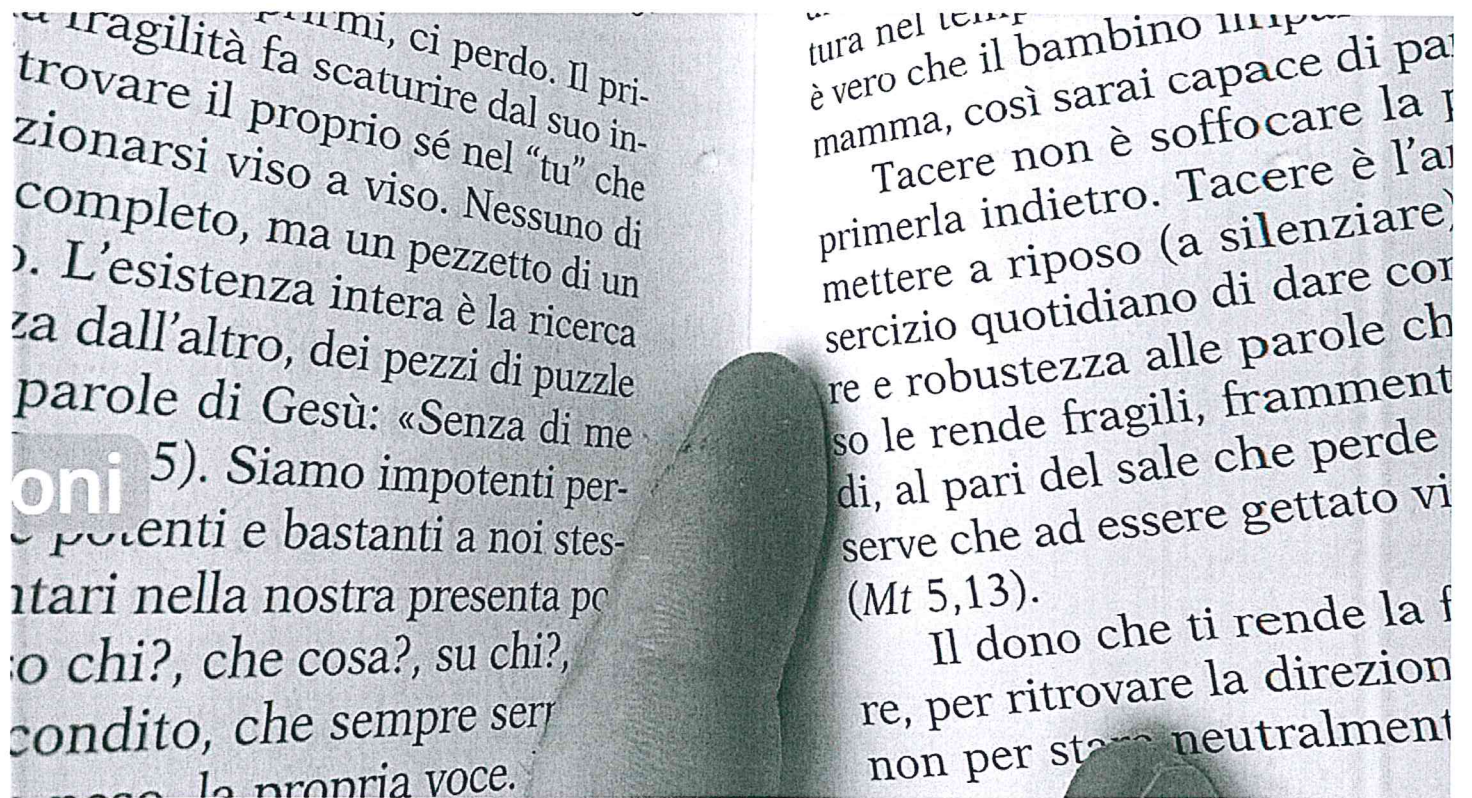 ci perdo. Il pri-
fragilità fa scaturire dal suo in-
trovare il proprio sé nel “tu” che
zionarsi viso a viso. Nessuno di
completo, ma un pezzetto di un
. L’esistenza intera è la ricerca
za dall’altro, dei pezzi di puzzle
parole di Gesù: «Senza di me
oni
5). Siamo impotenti per-
e bastanti a noi stes-
ntari nella nostra presenta
chi?, che cosa?, su chi?,
condito, che sempre
la propria voce.
tura nel
è vero che il bambino
mamma, così sarai capace di
Tacere non è soffocare la
primerla indietro. Tacere è
mettere a riposo (a silenziare)
sercizio quotidiano di dare
re e robustezza alle parole
so le rende fragili,
di, al pari del sale che perde
serve che ad essere gettato
(Mt 5,13).
Il dono che ti rende la
re, per ritrovare la
non per